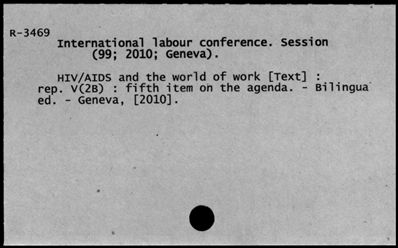 R-3469
International labour conference. Session
(99; 2010; Geneva).
HIV/AIDS and the world of work [Text] :
rep. V(2B) : fifth item on the agenda. - Bilingua
ed. - Geneva, [2010].